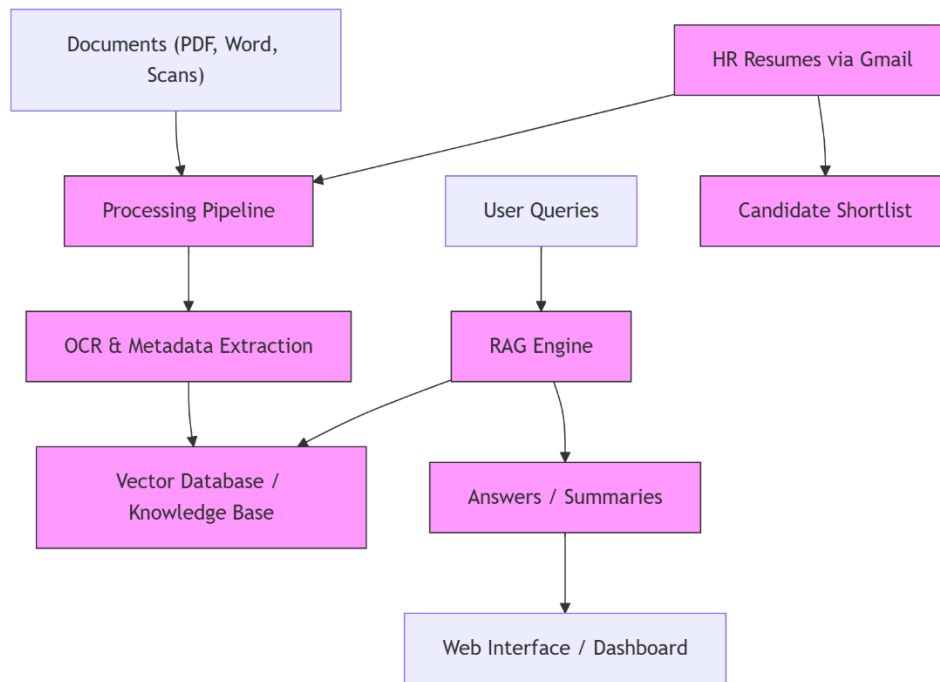 Documents (PDF, Word,
Scans)
HR Resumes via Gmail
Processing Pipeline
User Queries
Candidate Shortlist
OCR & Metadata Extraction
RAG Engine
Vector Database /
Knowledge Base
Answers / Summaries
Web Interface / Dashboard